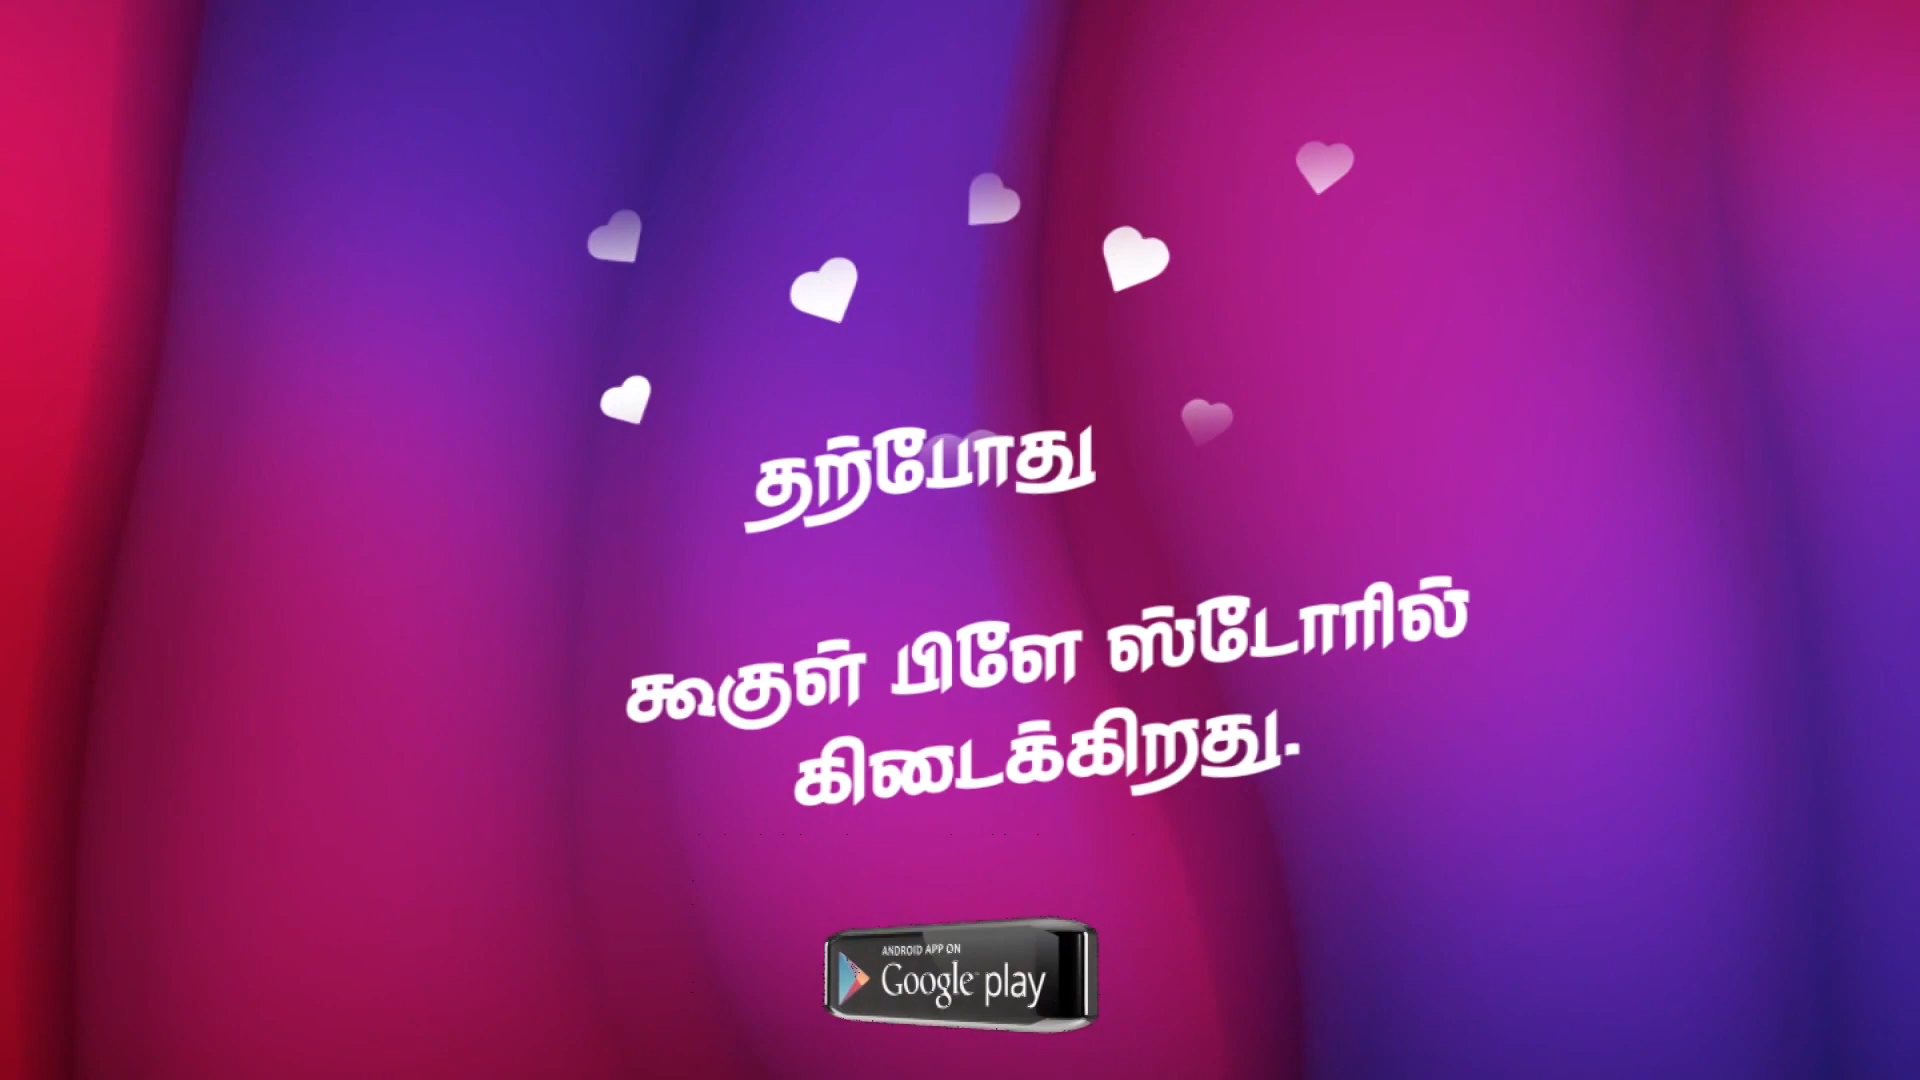 தற்போது
கூகுள் பிளே ஸ்டோரில்
கிடைக்கிறது.
ANDROID APP ON
Google play